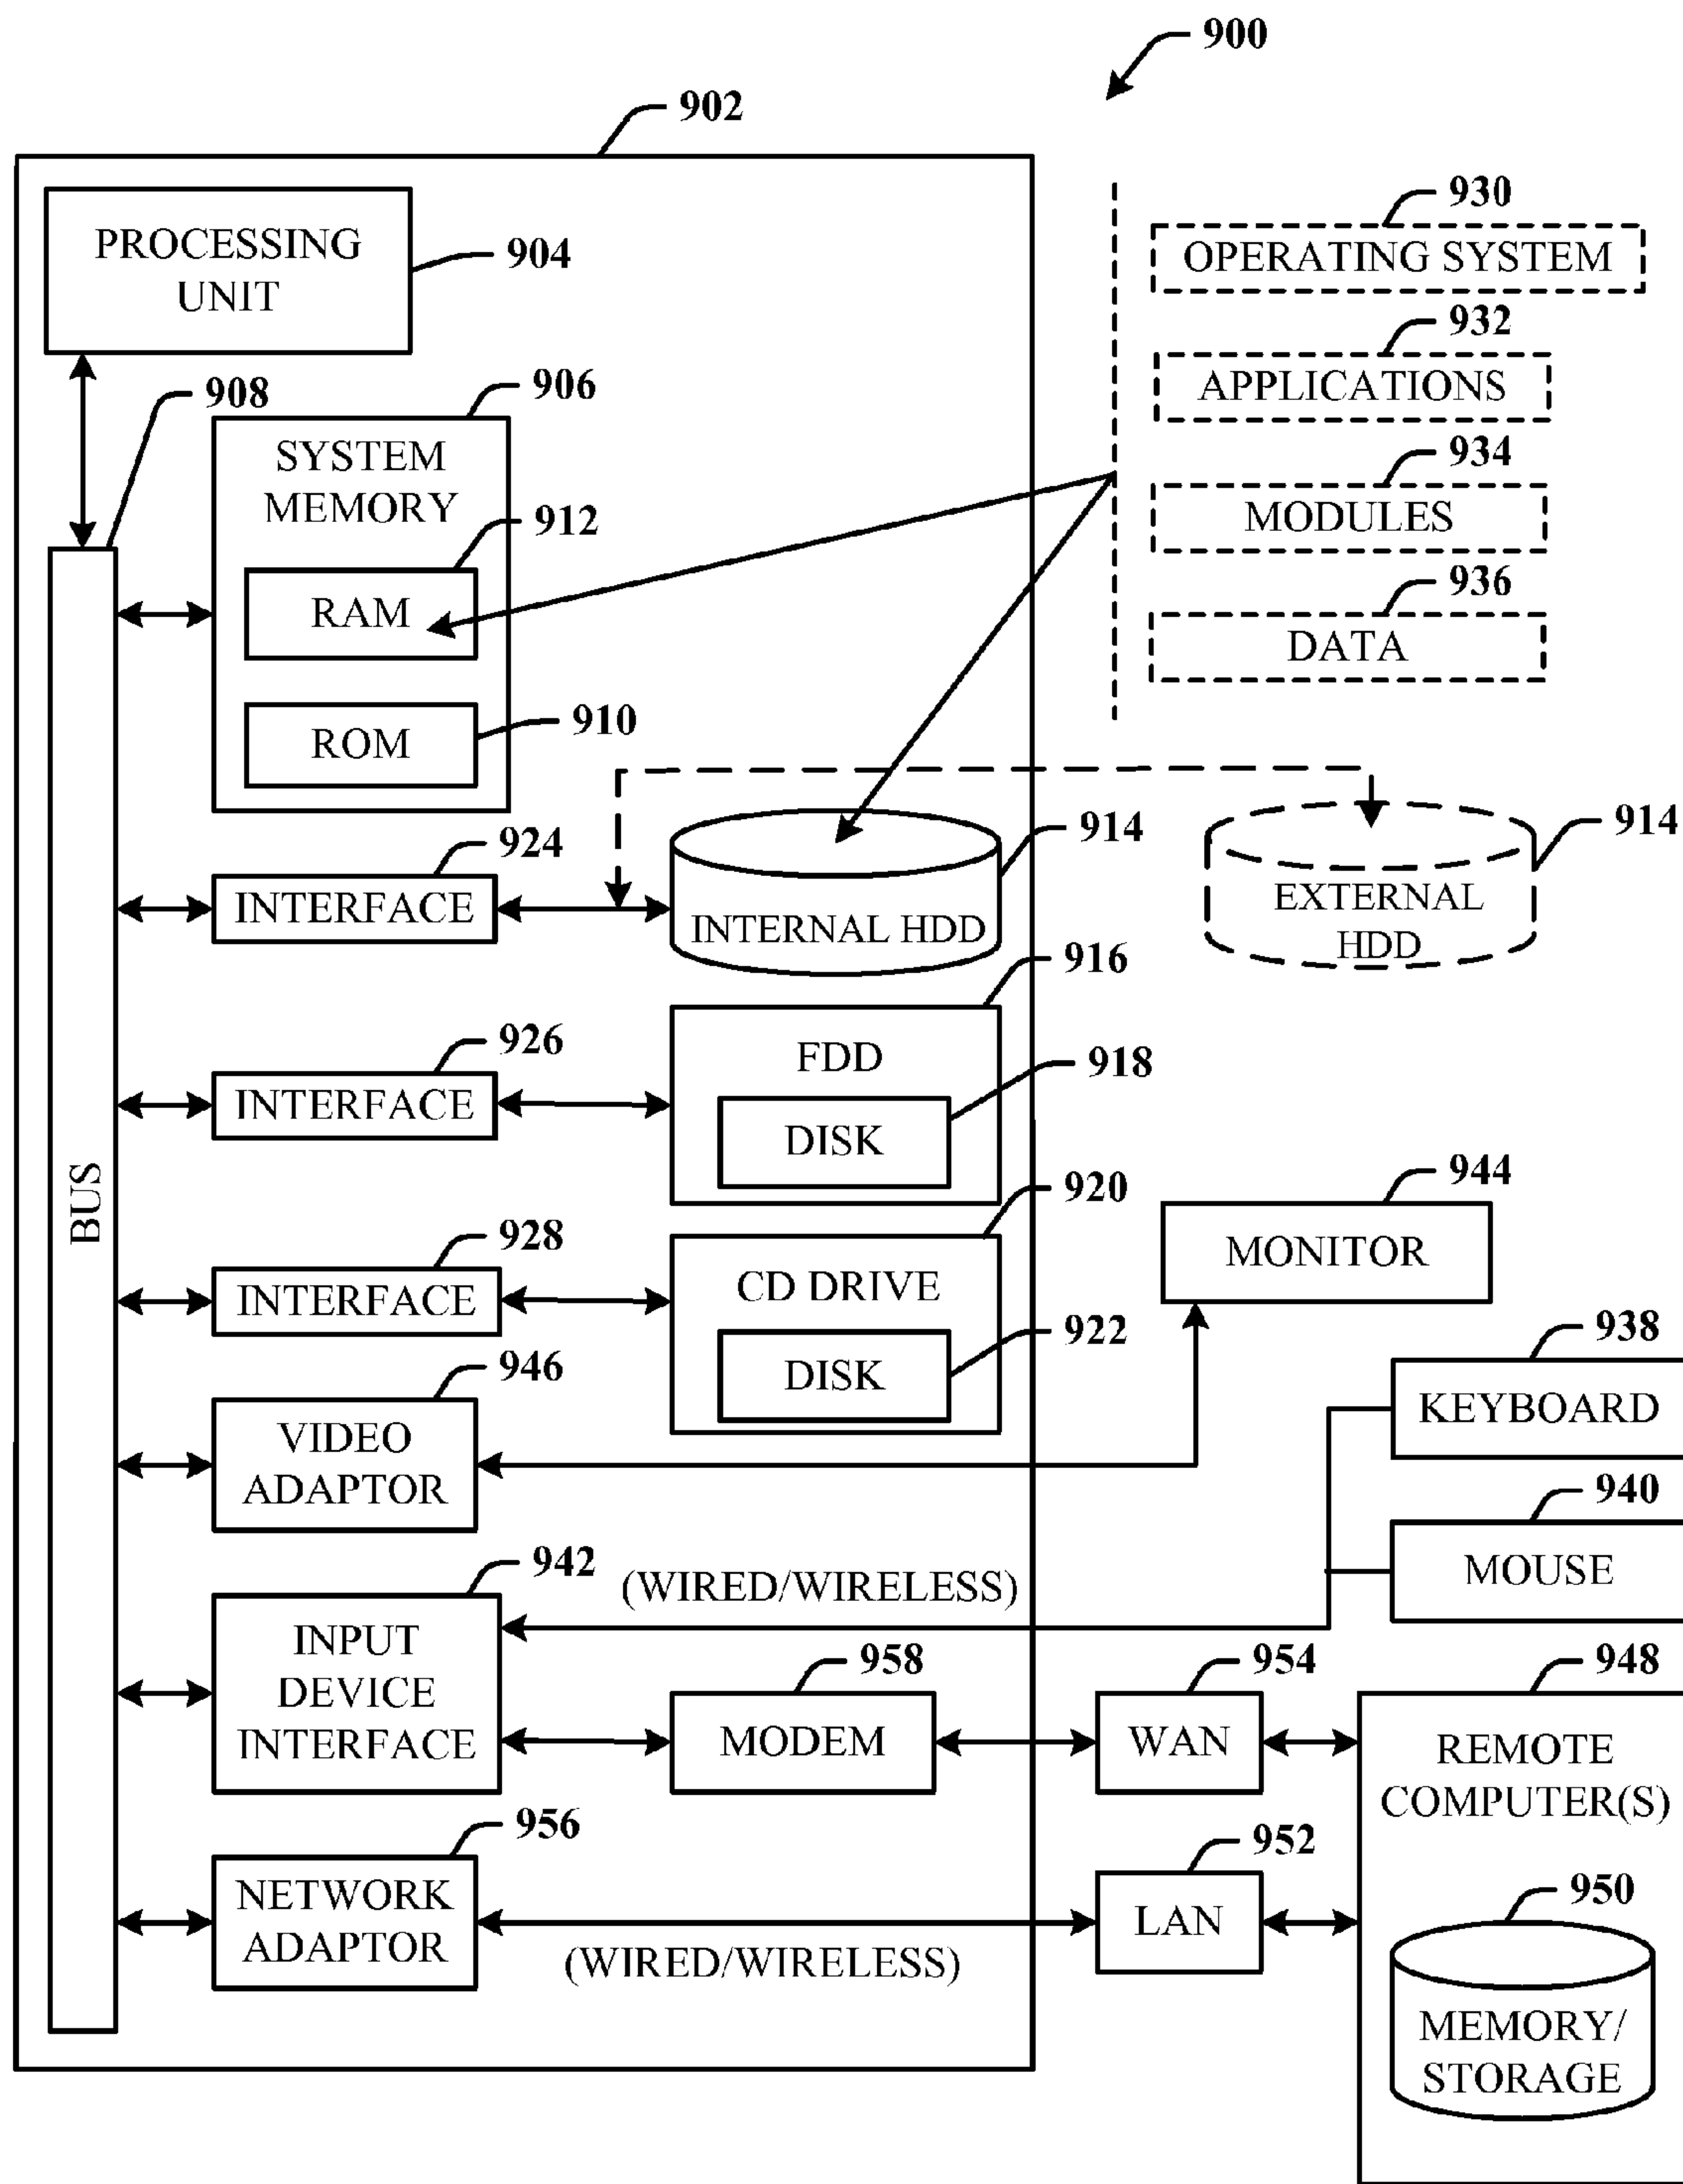 900
902
PROCESSING
UNIT
904
930
OPERATING SYSTEM
932
APPLICATIONS
934
MODULES
936
DATA
908
906
SYSTEM
MEMORY
912
RAM
910
ROM
BUS
924
INTERFACE
914
INTERNAL HDD
914
EXTERNAL
HDD
926
INTERFACE
916
FDD
918
DISK
928
INTERFACE
920
CD DRIVE
922
DISK
944
MONITOR
946
VIDEO
ADAPTOR
938
KEYBOARD
940
MOUSE
942
INPUT
DEVICE
INTERFACE
(WIRED/WIRELESS)
958
MODEM
954
WAN
948
REMOTE
COMPUTER(S)
956
NETWORK
ADAPTOR
(WIRED/WIRELESS)
952
LAN
950
MEMORY/
STORAGE